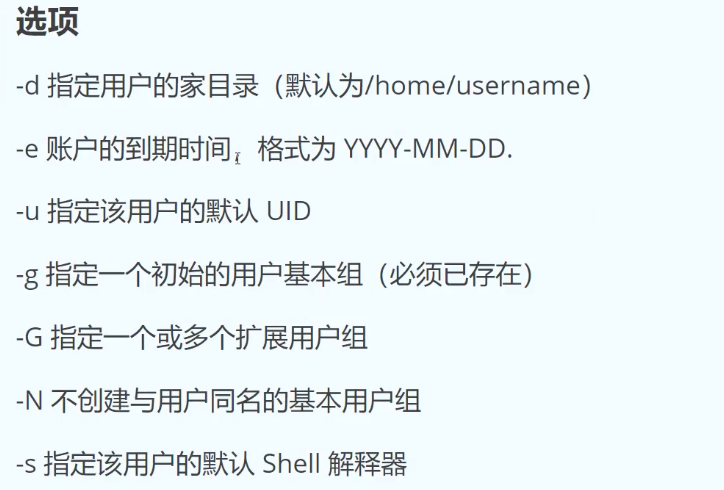 选项
-d 指定用户的家目录（默认为/home/username）
-e 账户的到期时间，格式为 YYYY-MM-DD.
-u 指定该用户的默认 UID
-g 指定一个初始的用户基本组（必须已存在）
-G 指定一个或多个扩展用户组
-N 不创建与用户同名的基本用户组
-s 指定该用户的默认 Shell 解释器